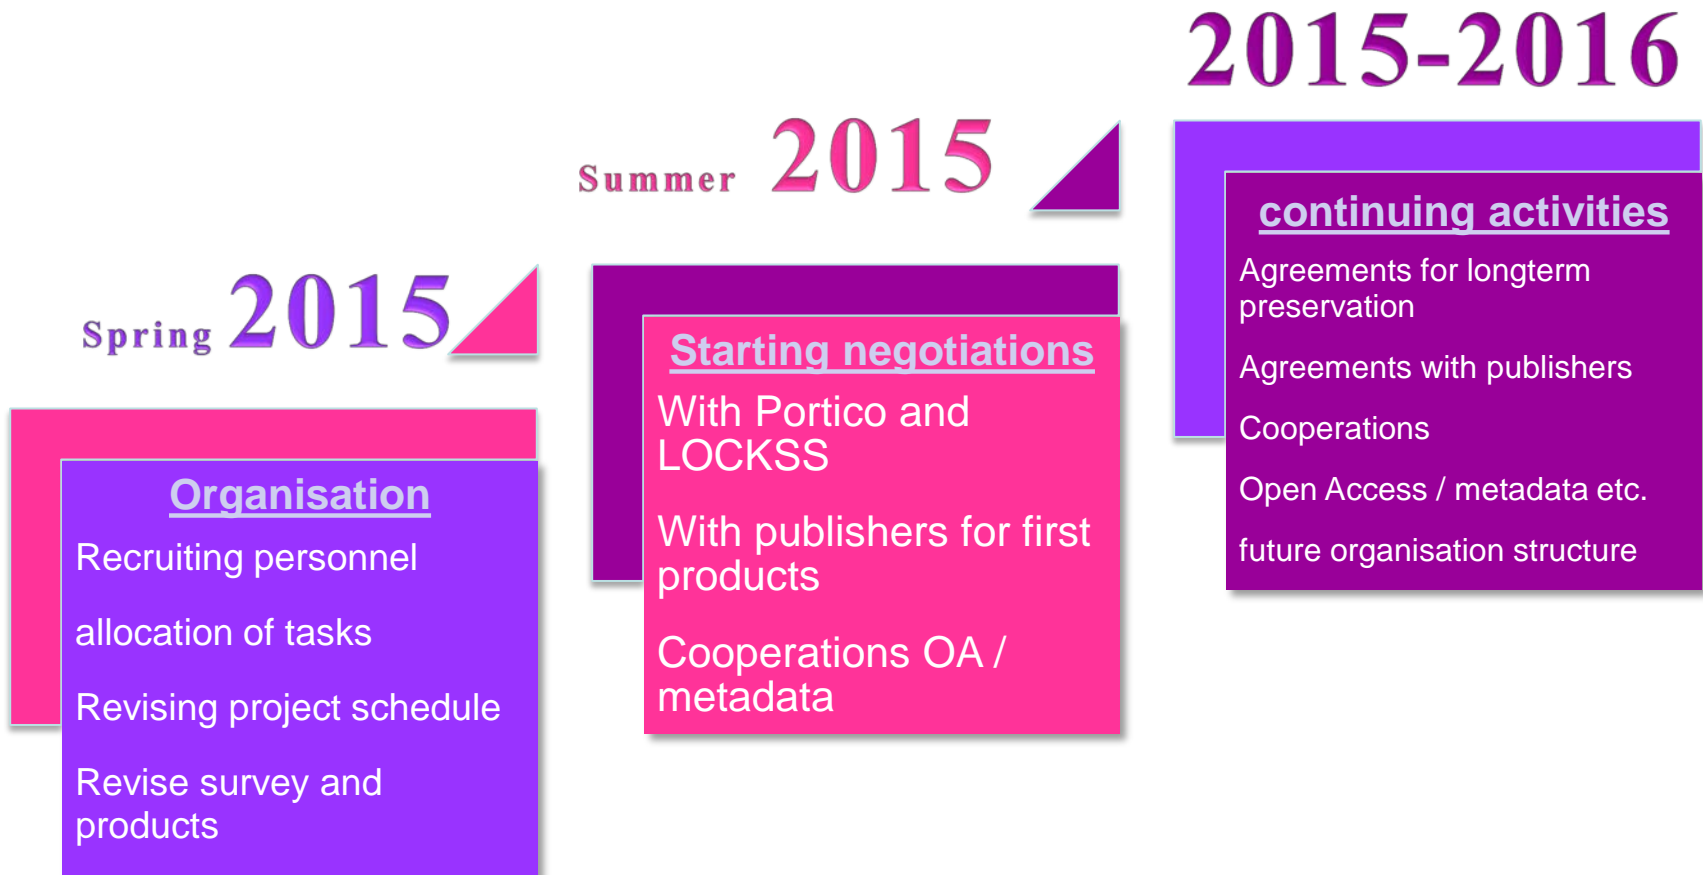 Spring 2015
Organisation
Recruiting personnel
allocation of tasks
Revising project schedule
Revise survey and
products
Summer 2015
Starting negotiations
With Portico and
LOCKSS
With publishers for first
products
Cooperations OA /
metadata
2015-2016
continuing activities
Agreements for longterm
preservation
Agreements with publishers
Cooperations
Open Access / metadata etc.
future organisation structure